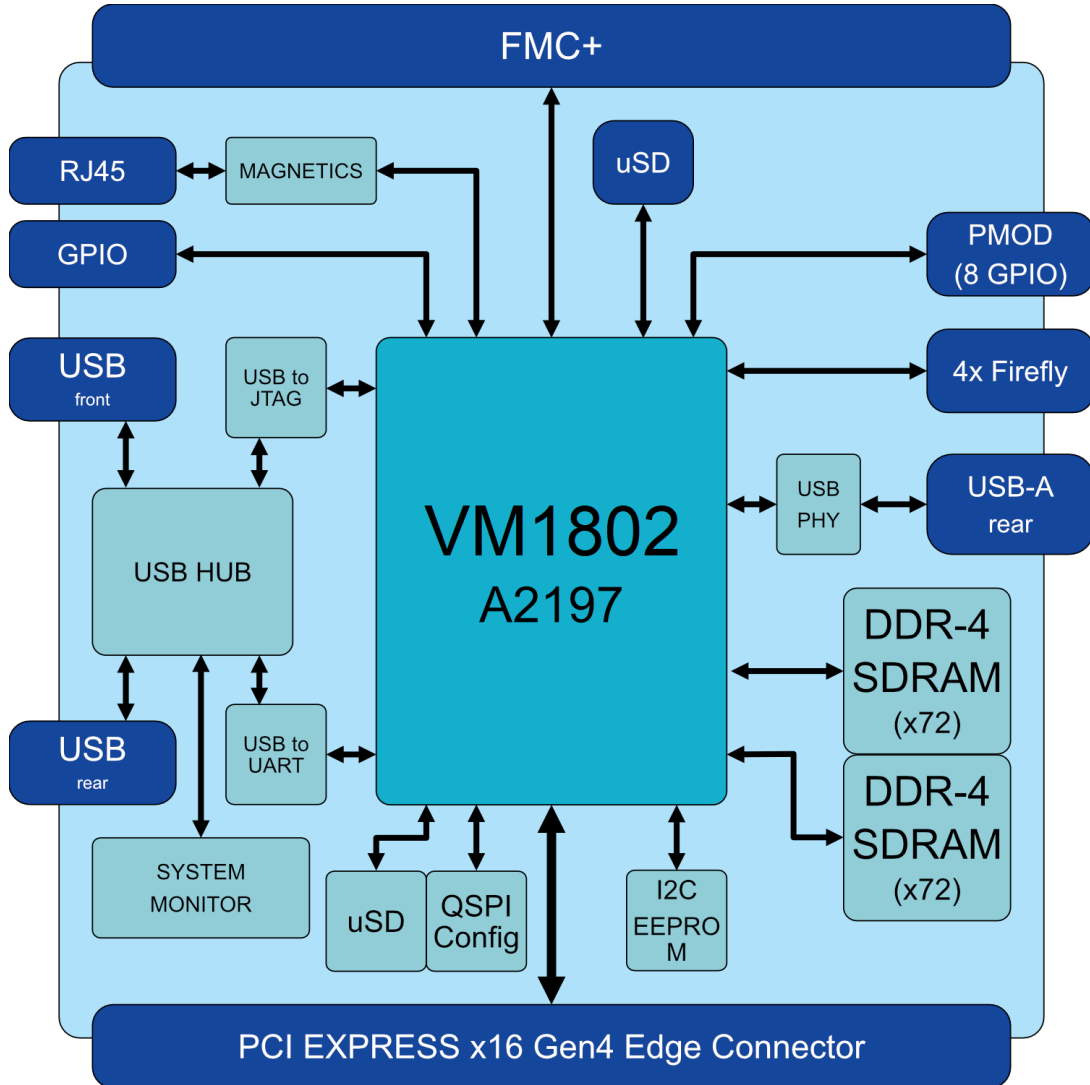 FMC+
RJ45
MAGNETICS
uSD
GPIO
PMOD
(8 GPIO)
USB
front
USB to
JTAG
4x Firefly
VM1802
A2197
USB
PHY
USB-A
rear
USB HUB
DDR-4
SDRAM
(x72)
USB
rear
USB to
UART
DDR-4
SDRAM
(x72)
SYSTEM
MONITOR
uSD
QSPI
Config
I2C
EEPRO
M
PCI EXPRESS x16 Gen4 Edge Connector